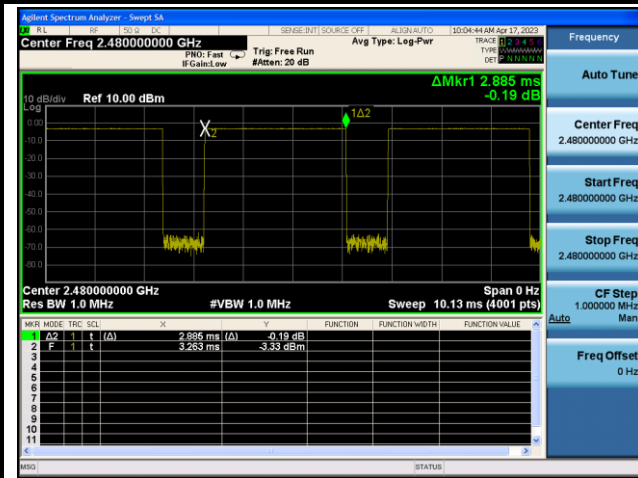 Agilent Spectrum Analyzer - Swept SA
RL RF 50 Ω DC SENSE:INT SOURCE OFF ALIGNAUTO 10:04:44 AM Apr 17, 2023
Center Freq 2.480000000 GHz
PNO: Fast
IFGain:Low
Trig: Free Run
#Atten: 20 dB
Avg Type: Log-Pwr
TRACE 1 2 3 4 5 6
TYPE
DET P N N N N N
ΔMkr1 2.885 ms
-0.19 dB
10 dB/div Ref 10.00 dBm
Log
0.00
-10.0
-20.0
-30.0
-40.0
-50.0
-60.0
-70.0
-80.0
X2
1Δ2
Center 2.480000000 GHz
Span 0 Hz
Res BW 1.0 MHz #VBW 1.0 MHz Sweep 10.13 ms (4001 pts)
MKR MODE TRC SCL X Y FUNCTION FUNCTION WIDTH FUNCTION VALUE
1 Δ2 1 t (Δ) 2.885 ms (Δ) -0.19 dB
2 F 1 t 3.263 ms -3.33 dBm
3
4
5
6
7
8
9
10
11
MSG STATUS
Frequency
Auto Tune
Center Freq
2.480000000 GHz
Start Freq
2.480000000 GHz
Stop Freq
2.480000000 GHz
CF Step
1.000000 MHz
Auto Man
Freq Offset
0 Hz